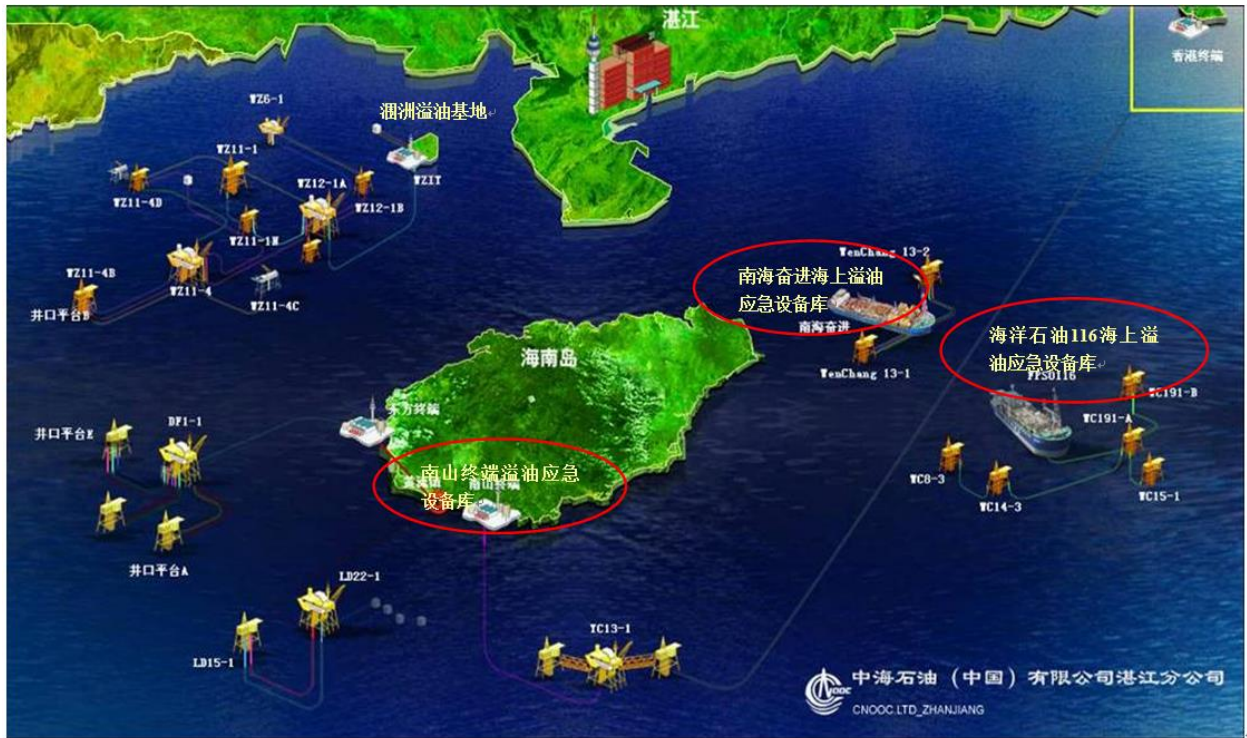 湛江
香港终端
WZ6-1
涠洲溢油基地
WZ11-1
WZIT
WZ12-1A
WZ11-4D
WZ12-1B
WZ11-1N
WZ11-4B
WZ11-4
WZ11-4C
井口平台B
WenChang 13-2
南海奋进海上溢油
应急设备库
南海奋进
WenChang 13-1
海洋石油116海上溢
油应急设备库
FPSO116
WC191-B
WC191-A
WC8-3
WC14-3
WC15-1
海南岛
东方终端
DF1-1
井口平台E
南山终端溢油应急
设备库
南山终端
井口平台A
LD22-1
LD15-1
YC13-1
CNOOC
中海石油（中国）有限公司湛江分公司
CNOOC.LTD_ZHANJIANG